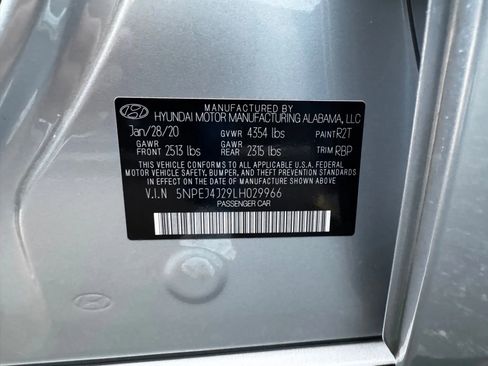 MANUFACTURED BY
HYUNDAI MOTOR MANUFACTURING ALABAMA, LLC
Jan/28/20 GVWR 4354 lbs PAINT R2T
GAWR FRONT 2513 lbs GAWR REAR 2315 lbs TRIM RBP
THIS VEHICLE CONFORMS TO ALL APPLICABLE U.S.A. FEDERAL
MOTOR VEHICLE SAFETY, BUMPER, AND THEFT PREVENTION STANDARDS
IN EFFECT ON THE DATE OF MANUFACTURE SHOWN ABOVE.
V.I.N 5NPEJ4J29LH029966
PASSENGER CAR